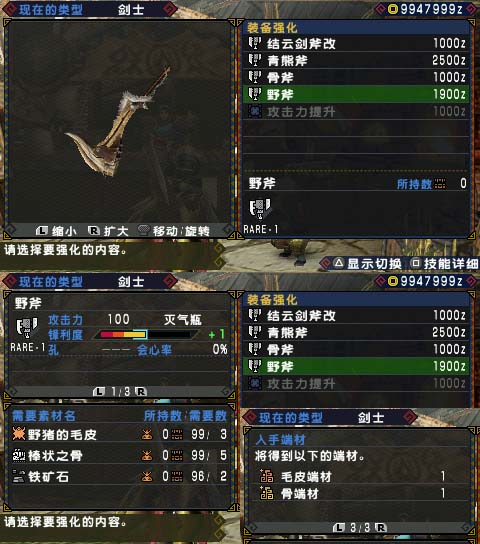 现在的类型 剑士
9947999z
装备强化
结云剑斧改 1000z
青熊斧 2500z
骨斧 1000z
野斧 1900z
攻击力提升 1000z
野斧 所持数 0
RARE-1
L 缩小 R 扩大 移动/旋转
请选择要强化的内容。
△显示切换 □技能详细
现在的类型 剑士
9947999z
野斧
攻击力 100 灭气瓶
锋利度 +1
RARE-1
孔 --- 会心率 0%
L 1/3 R
装备强化
结云剑斧改 1000z
青熊斧 2500z
骨斧 1000z
野斧 1900z
攻击力提升 1000z
需要素材名 所持数/需要数
野猪的毛皮 0 99/ 3
棒状之骨 0 99/ 5
铁矿石 0 96/ 2
请选择要强化的内容。
现在的类型 剑士
入手端材
将得到以下的端材。
毛皮端材 1
骨端材 1
L 3/3 R